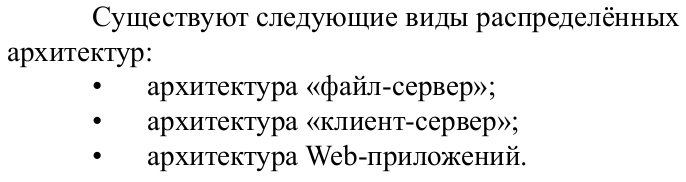 Существуют следующие виды распределённых
архитектур:
• архитектура «файл-сервер»;
• архитектура «клиент-сервер»;
• архитектура Web-приложений.